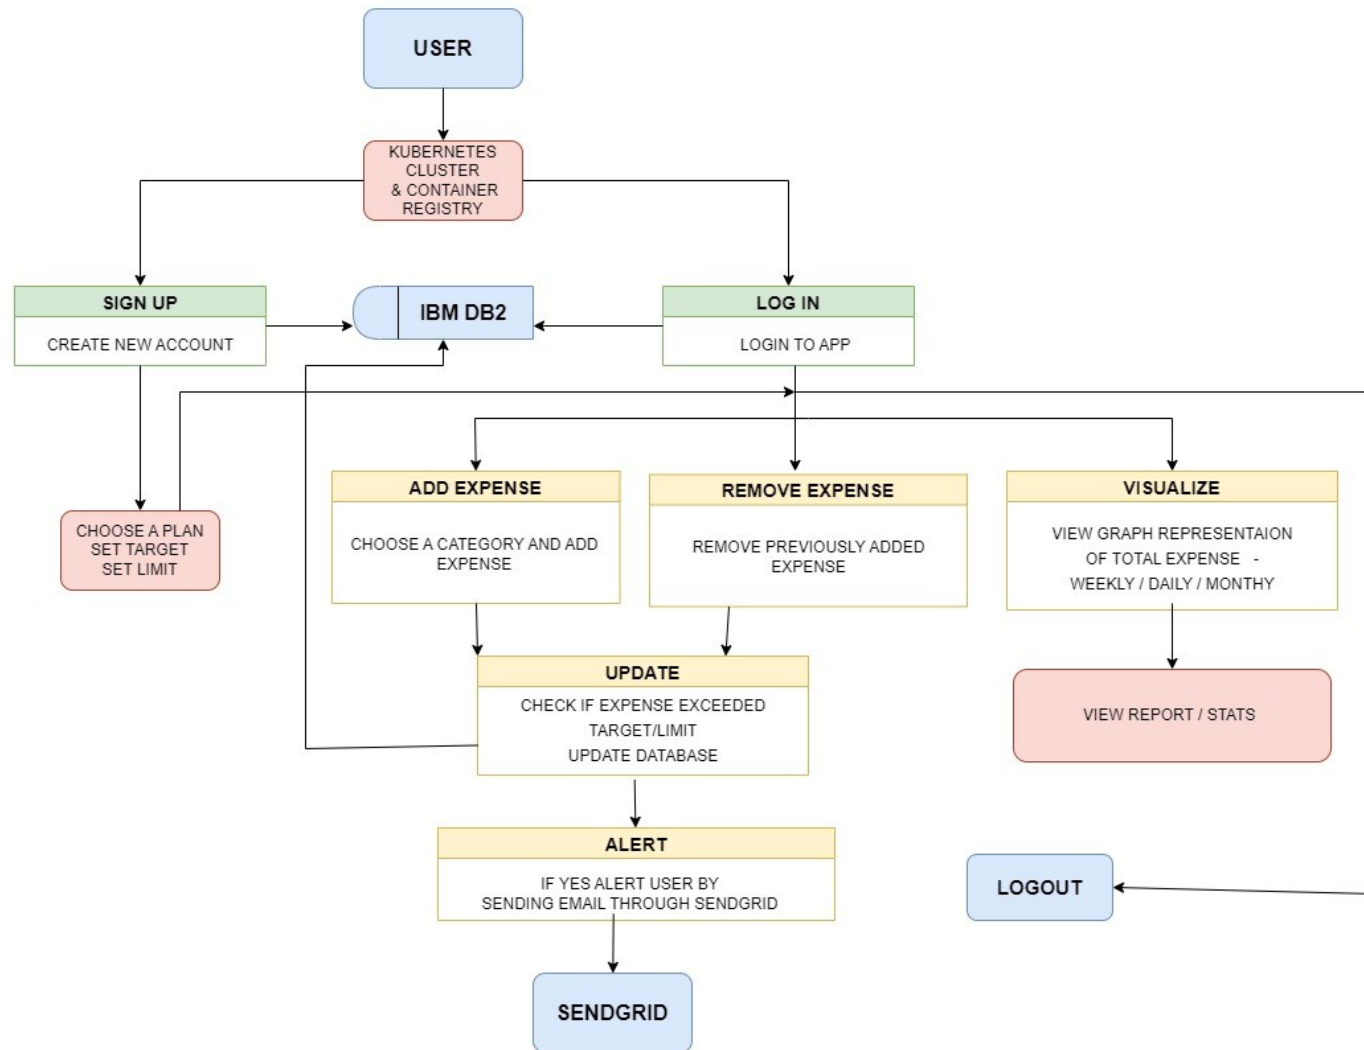 USER
KUBERNETES
CLUSTER
& CONTAINER
REGISTRY
SIGN UP
CREATE NEW ACCOUNT
IBM DB2
LOG IN
LOGIN TO APP
CHOOSE A PLAN
SET TARGET
SET LIMIT
ADD EXPENSE
CHOOSE A CATEGORY AND ADD
EXPENSE
REMOVE EXPENSE
REMOVE PREVIOUSLY ADDED
EXPENSE
VISUALIZE
VIEW GRAPH REPRESENTAION
OF TOTAL EXPENSE -
WEEKLY / DAILY / MONTHY
UPDATE
CHECK IF EXPENSE EXCEEDED
TARGET/LIMIT
UPDATE DATABASE
VIEW REPORT / STATS
ALERT
IF YES ALERT USER BY
SENDING EMAIL THROUGH SENDGRID
LOGOUT
SENDGRID